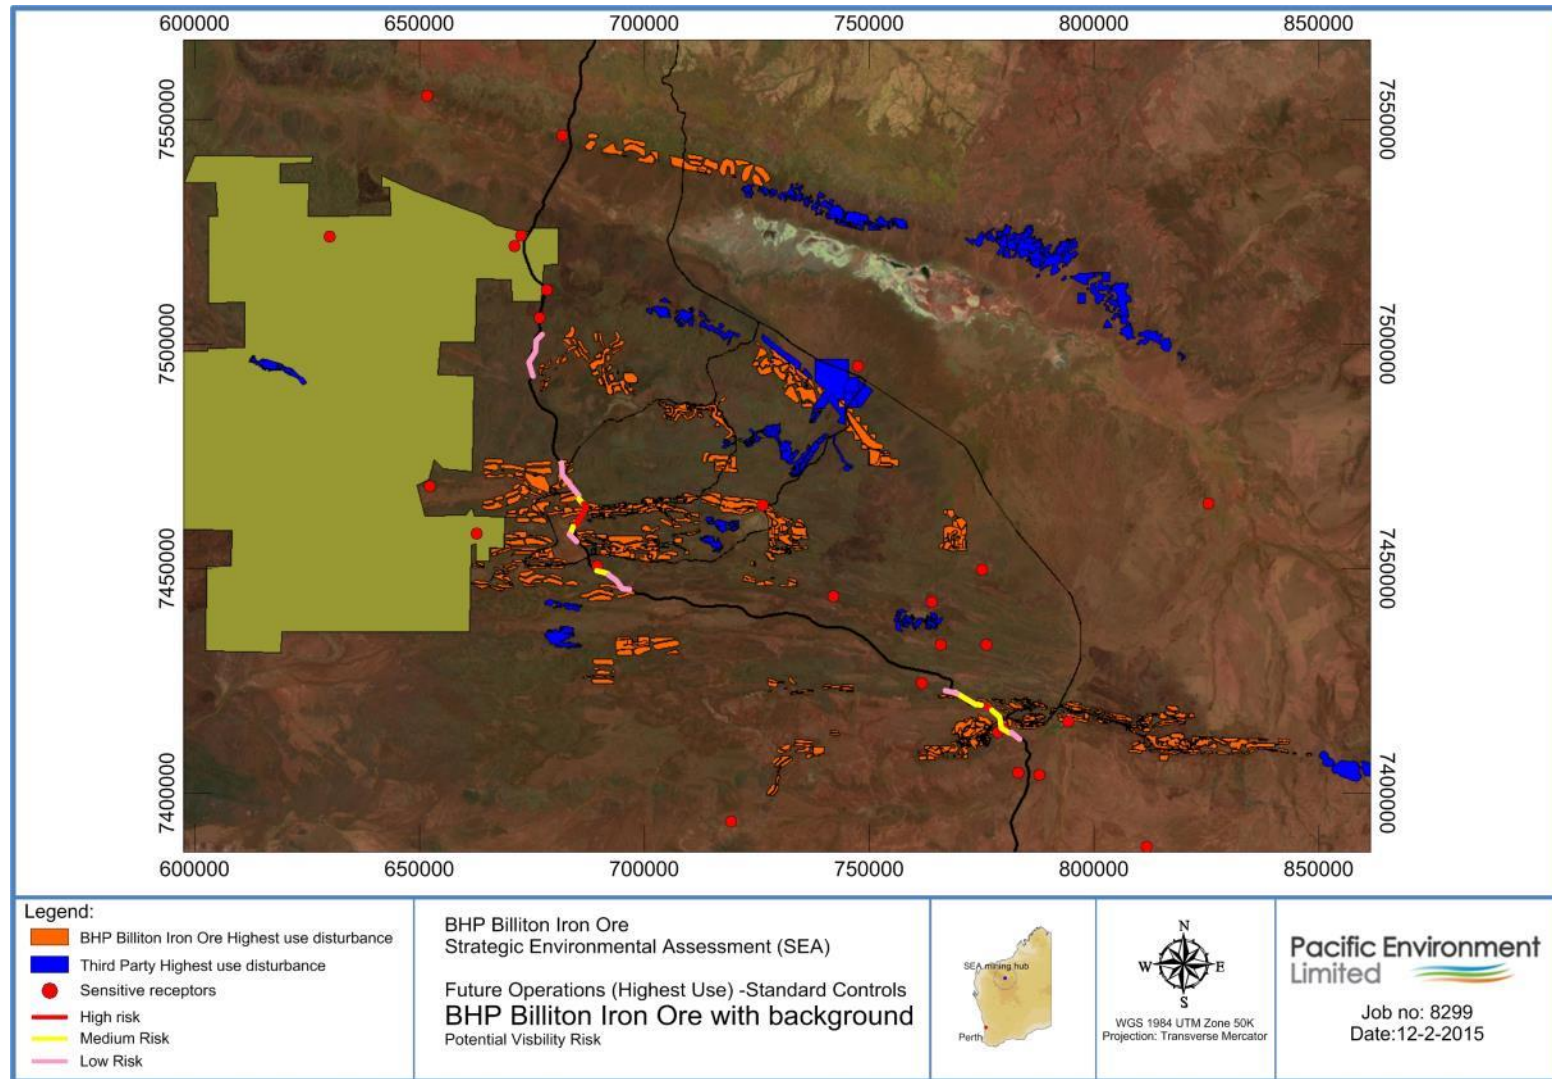 600000 650000 700000 750000 800000 850000
7550000
7500000
7450000
7400000
7550000
7500000
7450000
7400000
600000 650000 700000 750000 800000 850000
Legend:
BHP Billiton Iron Ore Highest use disturbance
Third Party Highest use disturbance
Sensitive receptors
High risk
Medium Risk
Low Risk
BHP Billiton Iron Ore
Strategic Environmental Assessment (SEA)
Future Operations (Highest Use) -Standard Controls
BHP Billiton Iron Ore with background
Potential Visbility Risk
SEA mining hub
Perth
N
W E
S
WGS 1984 UTM Zone 50K
Projection: Transverse Mercator
Pacific Environment
Limited
Job no: 8299
Date:12-2-2015